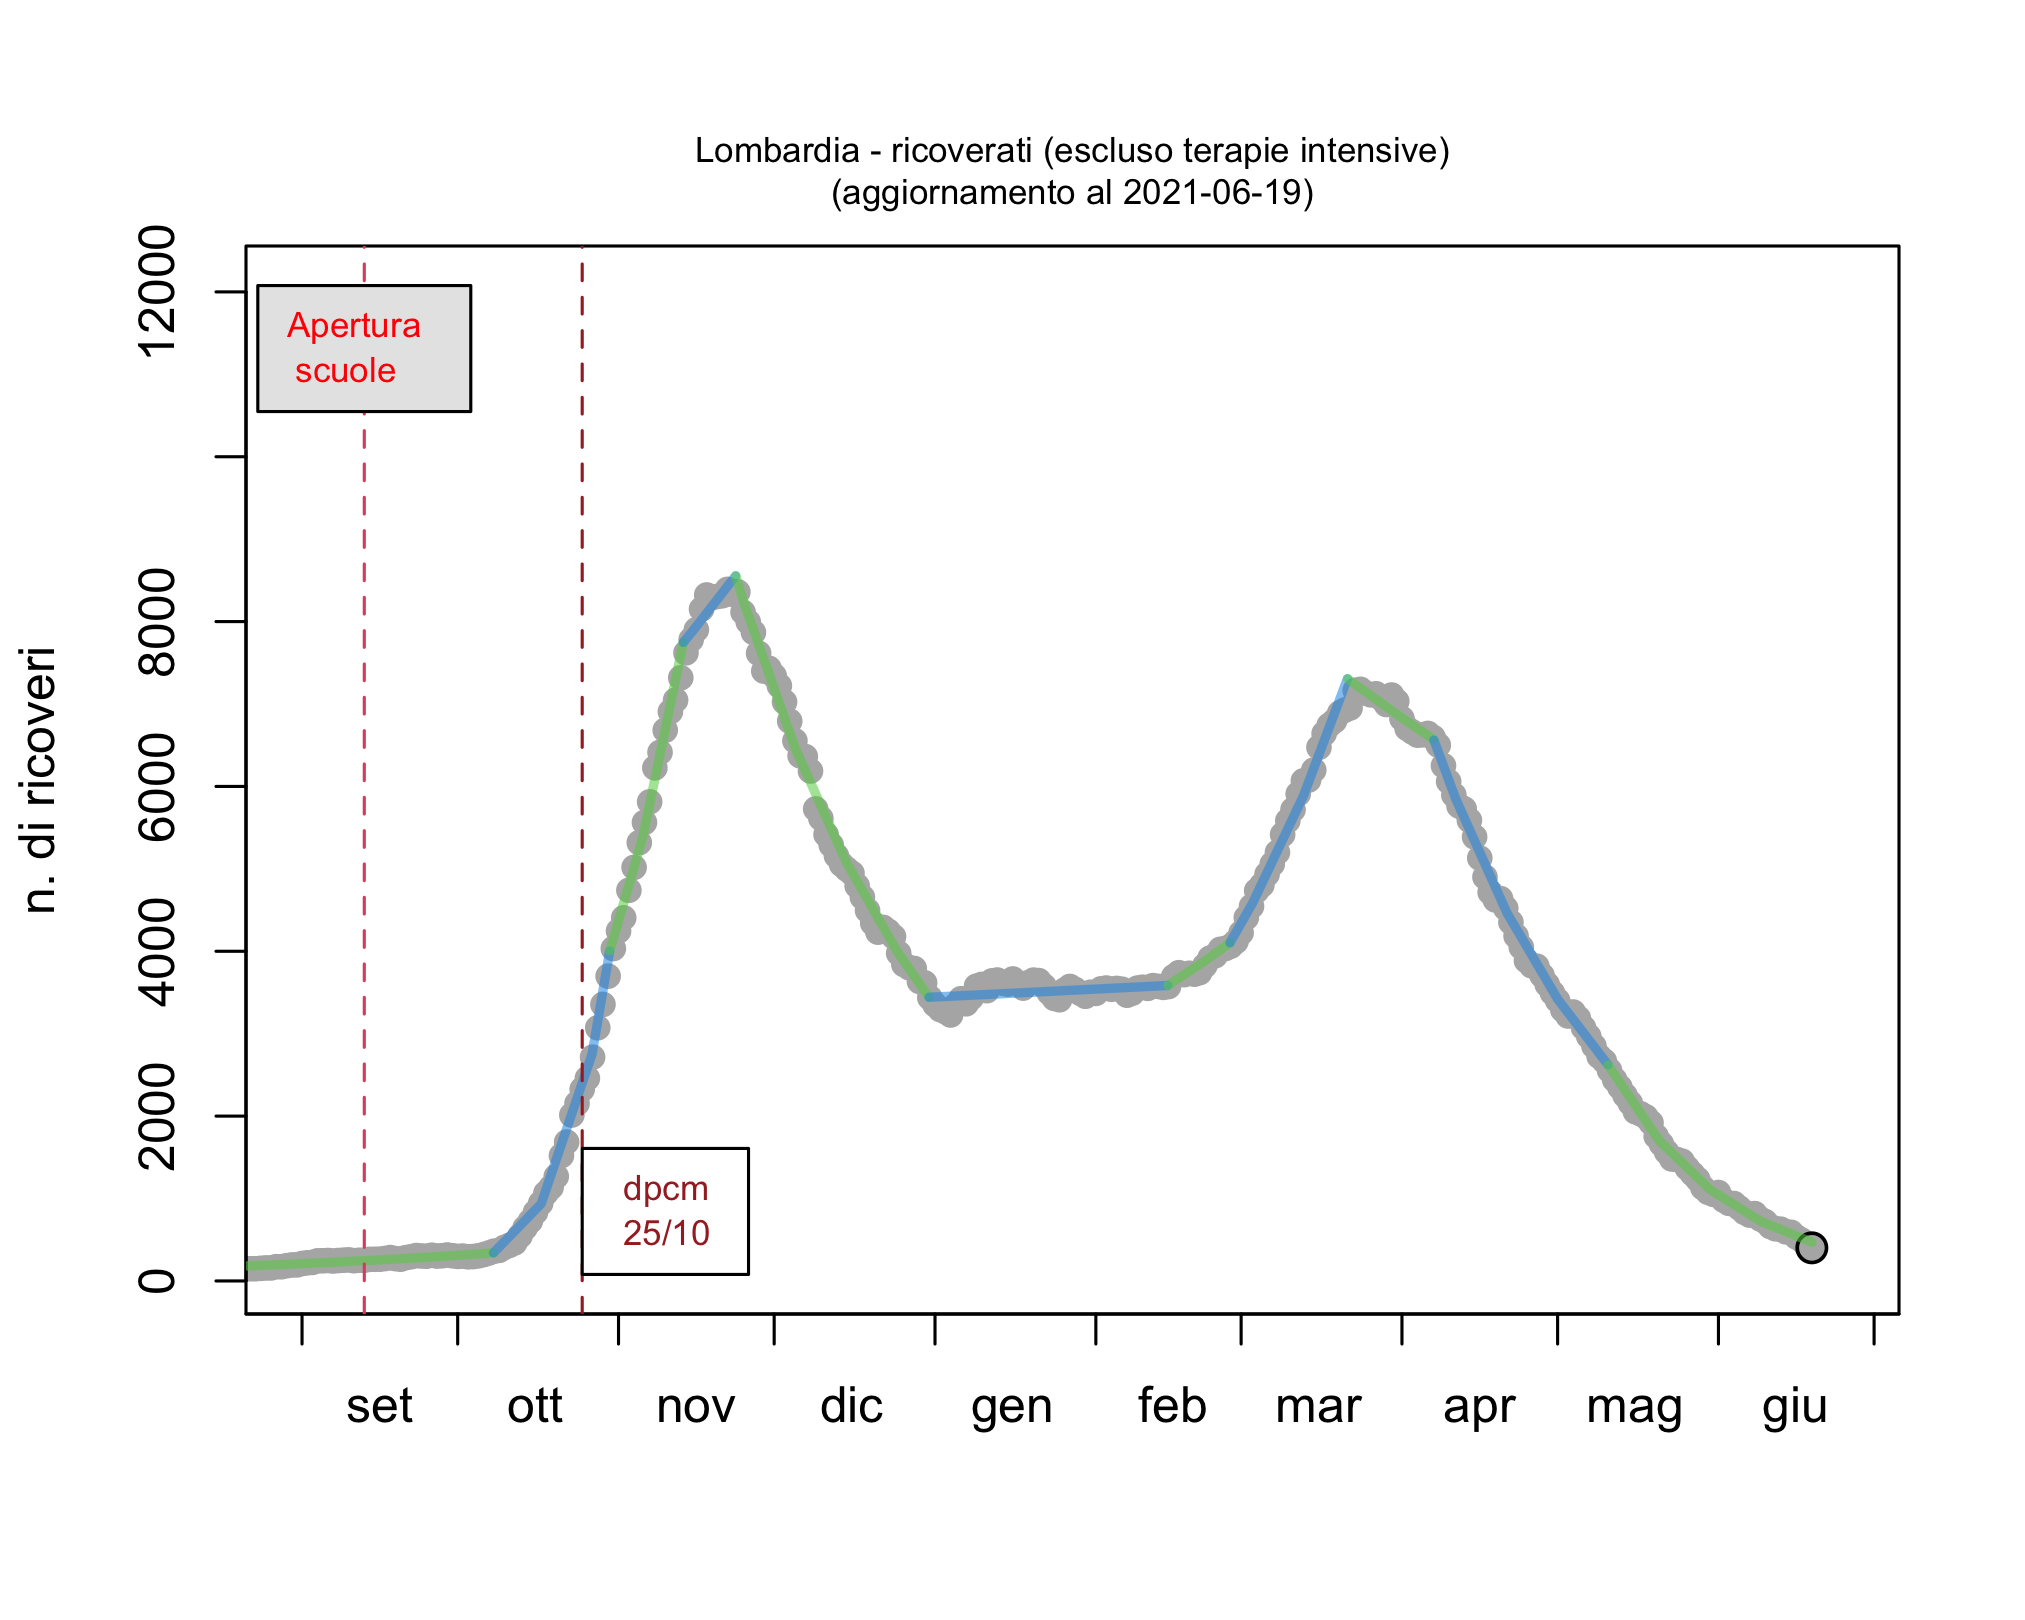 Lombardia - ricoverati (escluso terapie intensive)
(aggiornamento al 2021-06-19)
n. di ricoveri
12000
8000
6000
4000
2000
0
Apertura
scuole
dpcm
25/10
set ott nov dic gen feb mar apr mag giu